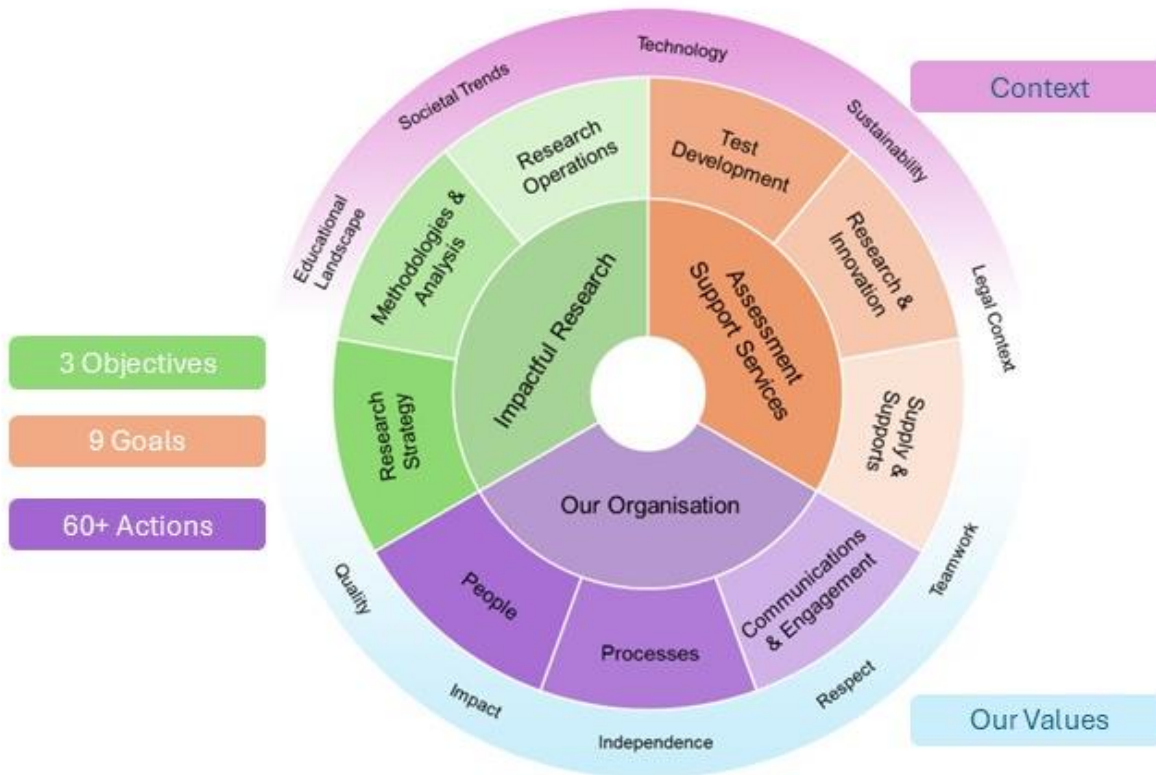 Technology
Context
Societal Trends
Sustainability
Educational
Landscape
Legal Context
Research
Operations
Test
Development
Methodologies &
Analysis
Research &
Innovation
Impactful Research
Assessment
Support Services
3 Objectives
9 Goals
60+ Actions
Research
Strategy
Supply &
Supports
Our Organisation
People
Processes
Communications
& Engagement
Quality
Impact
Independence
Respect
Teamwork
Our Values